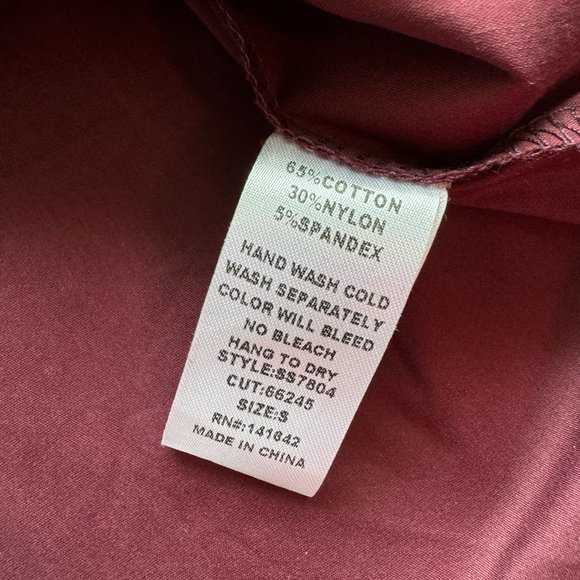 65%COTTON
30%NYLON
5%SPANDEX
HAND WASH COLD
WASH SEPARATELY
COLOR WILL BLEED
NO BLEACH
HANG TO DRY
STYLE:SS7804
CUT:66245
SIZE:S
RN#:141842
MADE IN CHINA